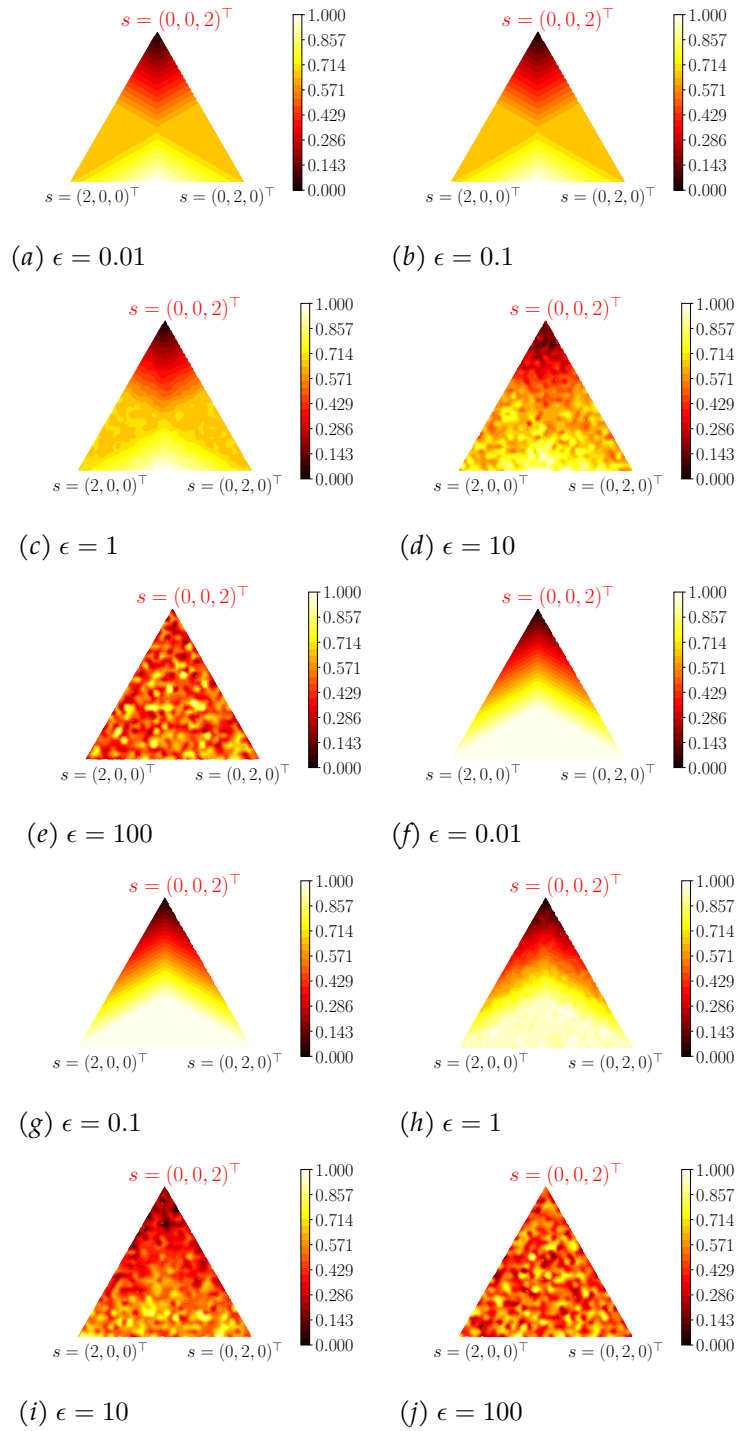 s = (0, 0, 2)⊤
1.000
0.857
0.714
0.571
0.429
0.286
0.143
0.000
s = (2, 0, 0)⊤ s = (0, 2, 0)⊤
(a) ϵ = 0.01
s = (0, 0, 2)⊤
1.000
0.857
0.714
0.571
0.429
0.286
0.143
0.000
s = (2, 0, 0)⊤ s = (0, 2, 0)⊤
(b) ϵ = 0.1
s = (0, 0, 2)⊤
1.000
0.857
0.714
0.571
0.429
0.286
0.143
0.000
s = (2, 0, 0)⊤ s = (0, 2, 0)⊤
(c) ϵ = 1
s = (0, 0, 2)⊤
1.000
0.857
0.714
0.571
0.429
0.286
0.143
0.000
s = (2, 0, 0)⊤ s = (0, 2, 0)⊤
(d) ϵ = 10
s = (0, 0, 2)⊤
1.000
0.857
0.714
0.571
0.429
0.286
0.143
0.000
s = (2, 0, 0)⊤ s = (0, 2, 0)⊤
(e) ϵ = 100
s = (0, 0, 2)⊤
1.000
0.857
0.714
0.571
0.429
0.286
0.143
0.000
s = (2, 0, 0)⊤ s = (0, 2, 0)⊤
(f) ϵ = 0.01
s = (0, 0, 2)⊤
1.000
0.857
0.714
0.571
0.429
0.286
0.143
0.000
s = (2, 0, 0)⊤ s = (0, 2, 0)⊤
(g) ϵ = 0.1
s = (0, 0, 2)⊤
1.000
0.857
0.714
0.571
0.429
0.286
0.143
0.000
s = (2, 0, 0)⊤ s = (0, 2, 0)⊤
(h) ϵ = 1
s = (0, 0, 2)⊤
1.000
0.857
0.714
0.571
0.429
0.286
0.143
0.000
s = (2, 0, 0)⊤ s = (0, 2, 0)⊤
(i) ϵ = 10
s = (0, 0, 2)⊤
1.000
0.857
0.714
0.571
0.429
0.286
0.143
0.000
s = (2, 0, 0)⊤ s = (0, 2, 0)⊤
(j) ϵ = 100